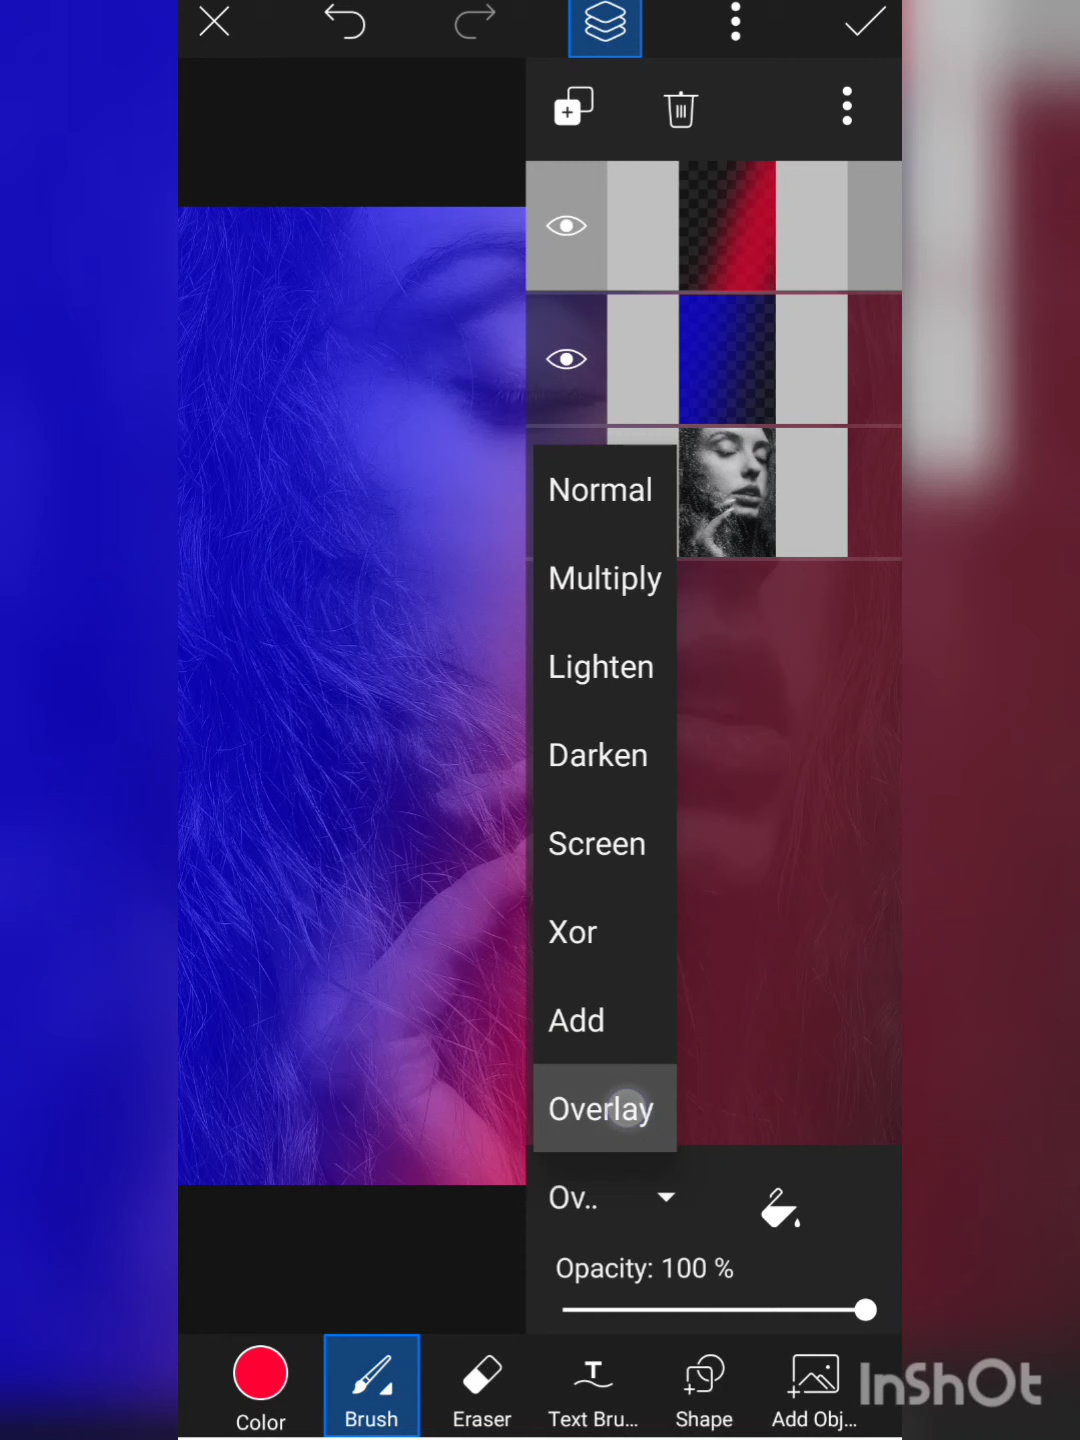 Normal
Multiply
Lighten
Darken
Screen
Xor
Add
Overlay
Ov..
Opacity: 100 %
Color
Brush
Eraser
Text Bru...
Shape
Add Obj...
InShOt